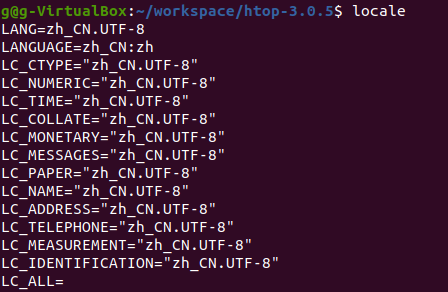 g@g-VirtualBox:~/workspace/htop-3.0.5$ locale
LANG=zh_CN.UTF-8
LANGUAGE=zh_CN:zh
LC_CTYPE="zh_CN.UTF-8"
LC_NUMERIC="zh_CN.UTF-8"
LC_TIME="zh_CN.UTF-8"
LC_COLLATE="zh_CN.UTF-8"
LC_MONETARY="zh_CN.UTF-8"
LC_MESSAGES="zh_CN.UTF-8"
LC_PAPER="zh_CN.UTF-8"
LC_NAME="zh_CN.UTF-8"
LC_ADDRESS="zh_CN.UTF-8"
LC_TELEPHONE="zh_CN.UTF-8"
LC_MEASUREMENT="zh_CN.UTF-8"
LC_IDENTIFICATION="zh_CN.UTF-8"
LC_ALL=